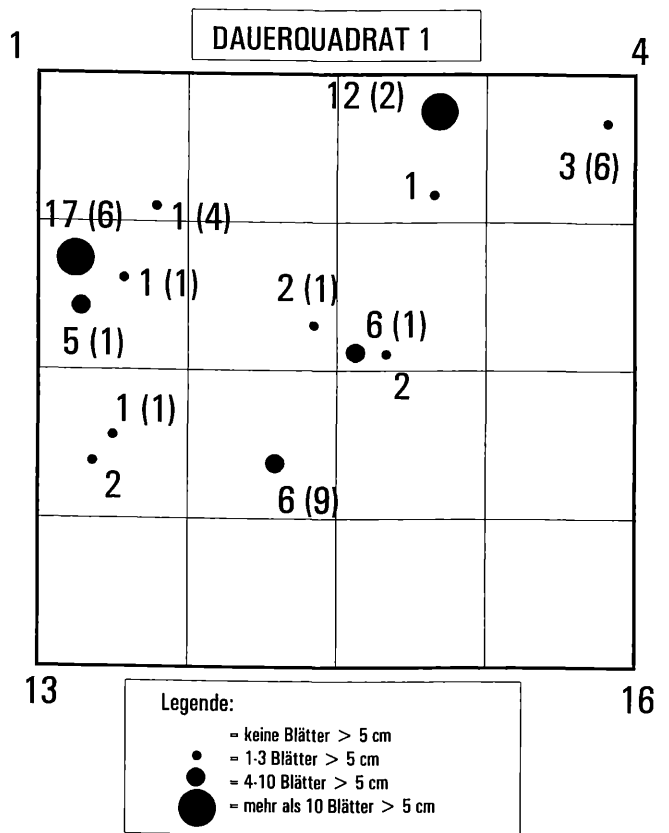 DAUERQUADRAT 1
1
4
12 (2)
3 (6)
1
1 (4)
17 (6)
1 (1)
2 (1)
5 (1)
6 (1)
2
1 (1)
2
6 (9)
13
16
Legende:
= keine Blätter > 5 cm
= 1-3 Blätter > 5 cm
= 4-10 Blätter > 5 cm
= mehr als 10 Blätter > 5 cm